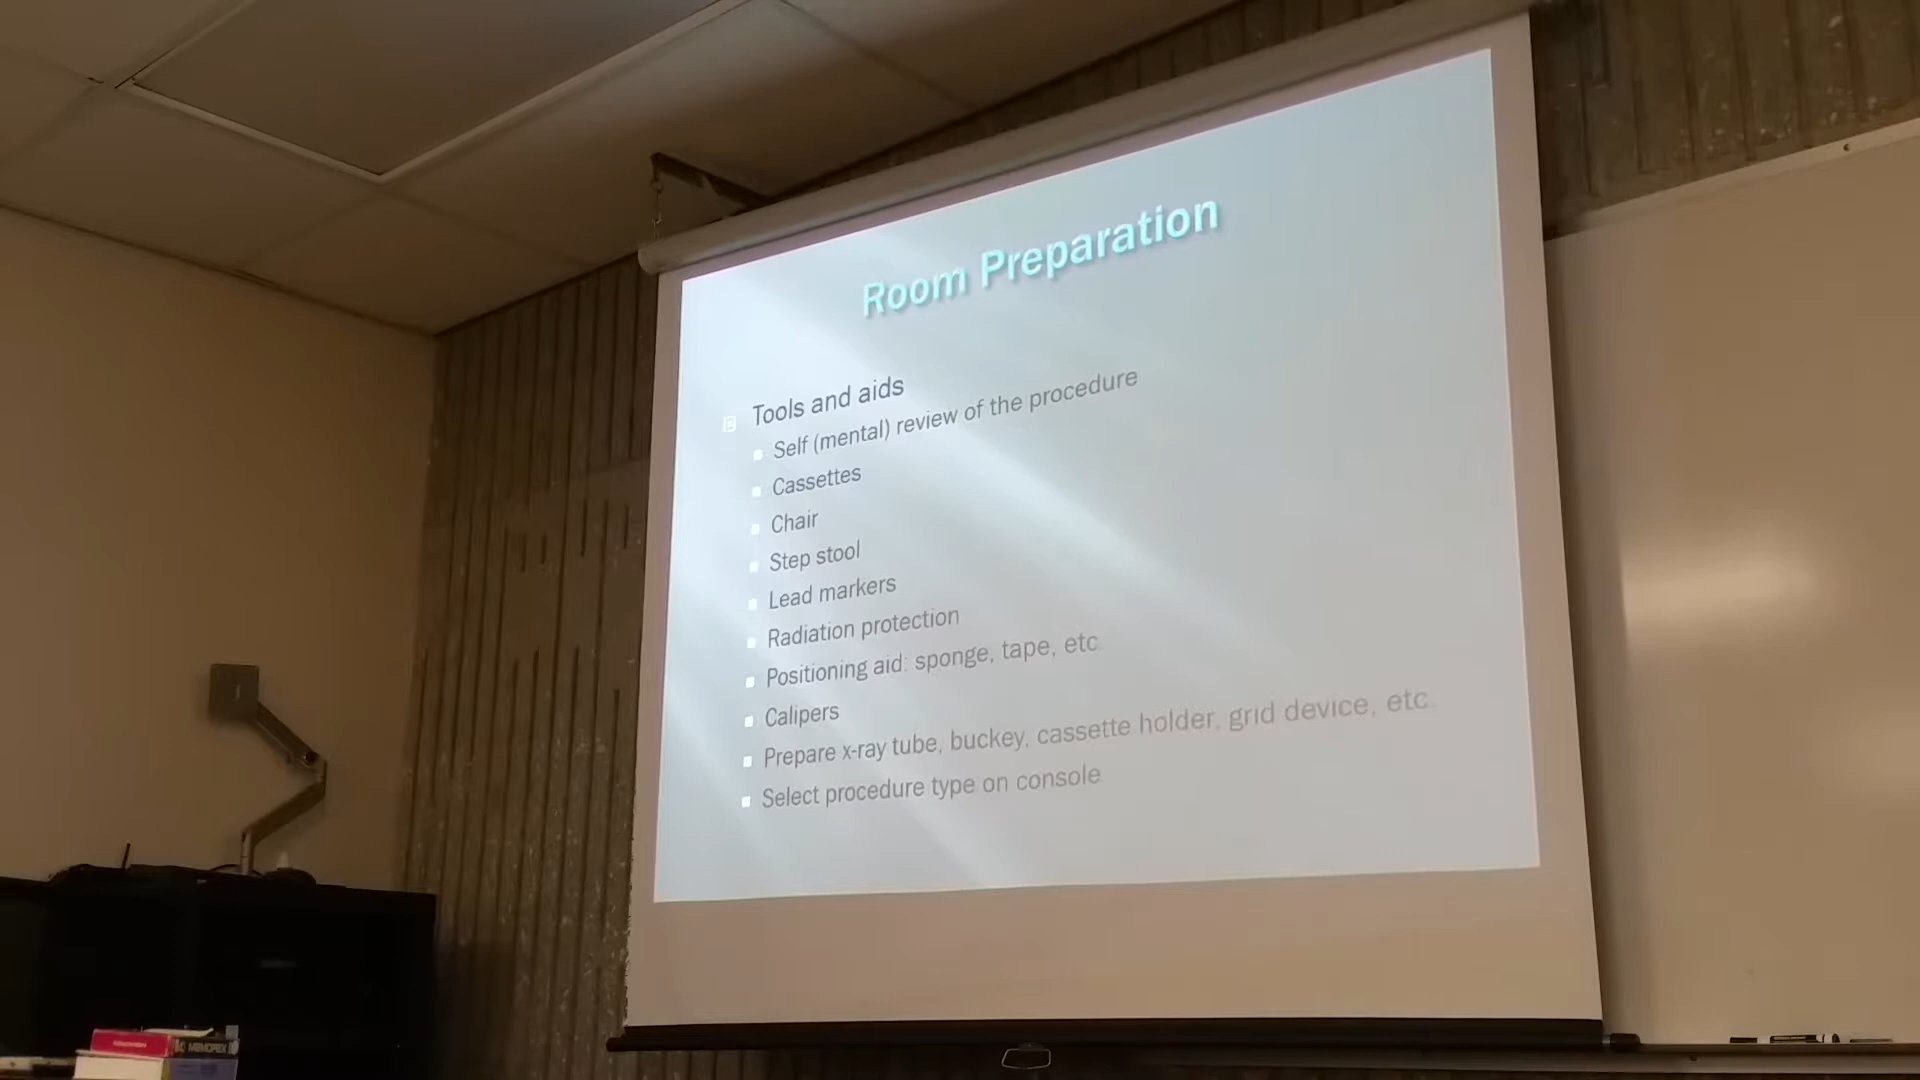 Room Preparation
Tools and aids
Self (mental) review of the procedure
Cassettes
Chair
Step stool
Lead markers
Radiation protection
Positioning aid: sponge, tape, etc.
Calipers
Prepare x-ray tube, buckey, cassette holder, grid device, etc.
Select procedure type on console
MEMOREX